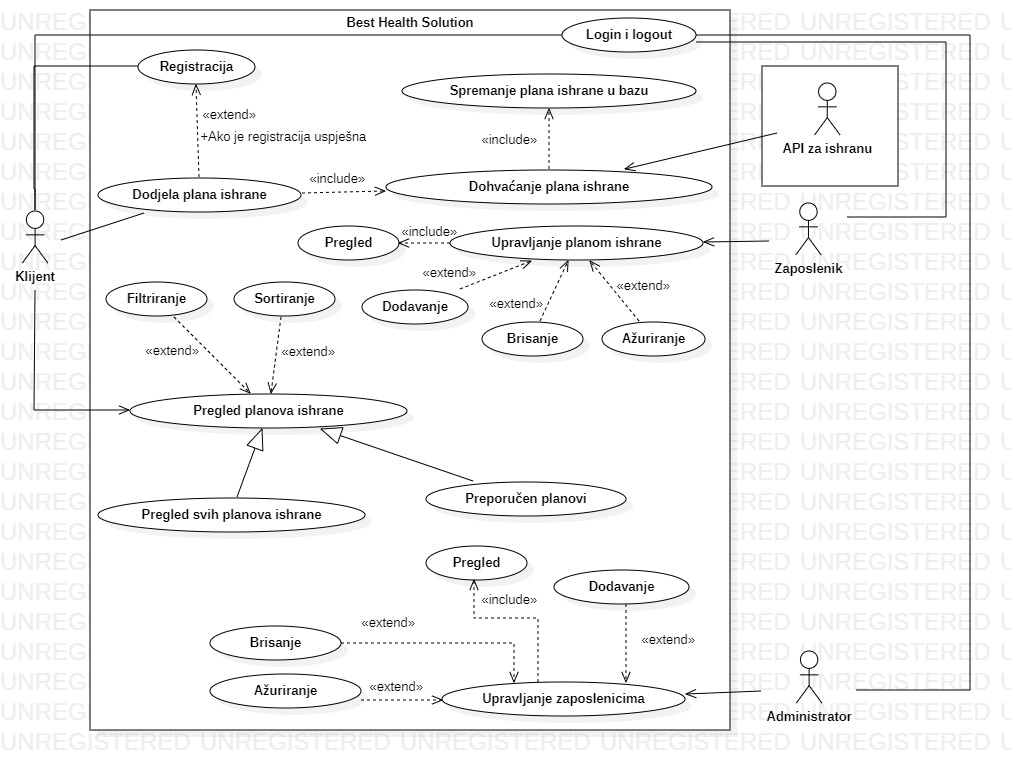 Best Health Solution
Login i logout
Registracija
Spremanje plana ishrane u bazu
«extend»
+Ako je registracija uspješna
«include»
API za ishranu
«include»
Dodjela plana ishrane
Dohvaćanje plana ishrane
Klijent
Pregled
«include»
Upravljanje planom ishrane
Zaposlenik
«extend»
Filtriranje
Sortiranje
Dodavanje
«extend»
«extend»
Brisanje
Ažuriranje
«extend»
«extend»
Pregled planova ishrane
Pregled svih planova ishrane
Preporučen planovi
Pregled
Dodavanje
«include»
«extend»
Brisanje
«extend»
Ažuriranje
«extend»
Upravljanje zaposlenicima
Administrator
UNREGISTERED UNREGISTERED UNREGISTERED UNREGISTERED UNREGISTERED U